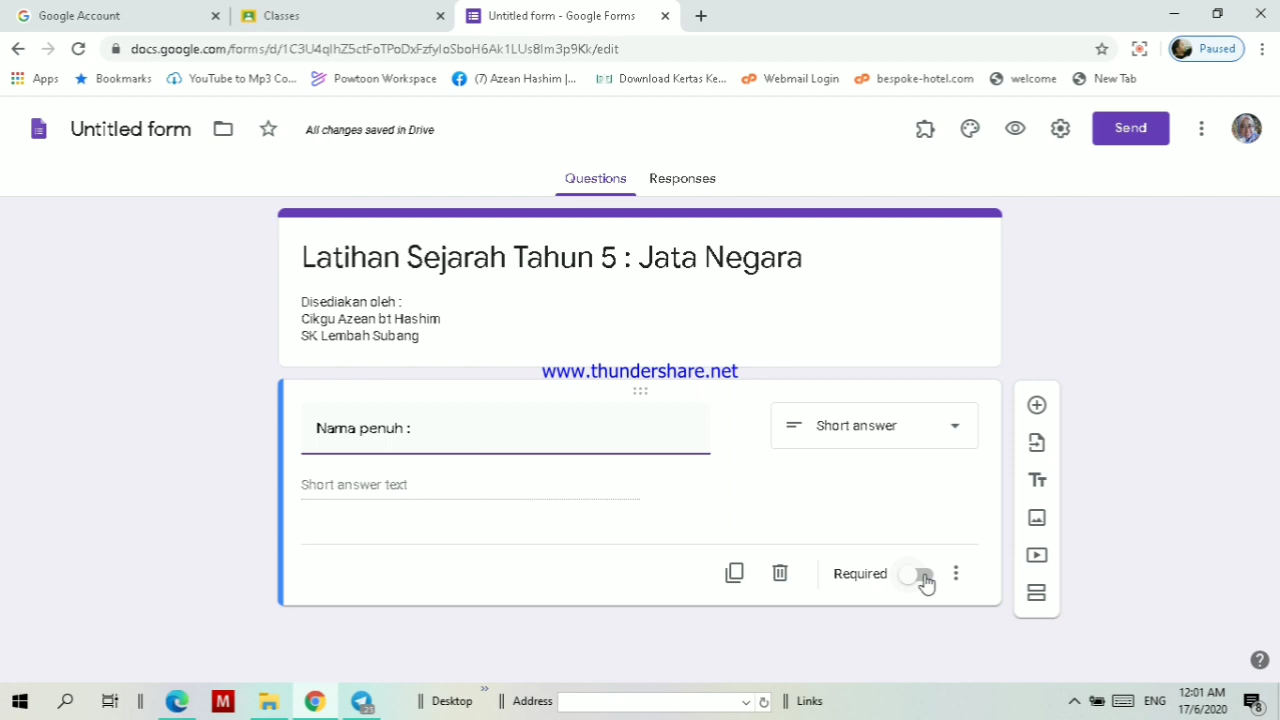 Google Account
Classes
Untitled form - Google Forms
docs.google.com/forms/d/1C3U4qlhZ5ctFoTPoDxFzfyloSboH6Ak1LUs8lm3p9Kk/edit
Paused
Apps
Bookmarks
YouTube to Mp3 Co...
Powtoon Workspace
(7) Azean Hashim |...
Download Kertas Ke...
Webmail Login
bespoke-hotel.com
welcome
New Tab
Untitled form
All changes saved in Drive
Send
Questions
Responses
Latihan Sejarah Tahun 5 : Jata Negara
Disediakan oleh :
Cikgu Azean bt Hashim
SK Lembah Subang
www.thundershare.net
Nama penuh :
Short answer
Short answer text
Required
Desktop
Address
Links
ENG
12:01 AM
17/6/2020